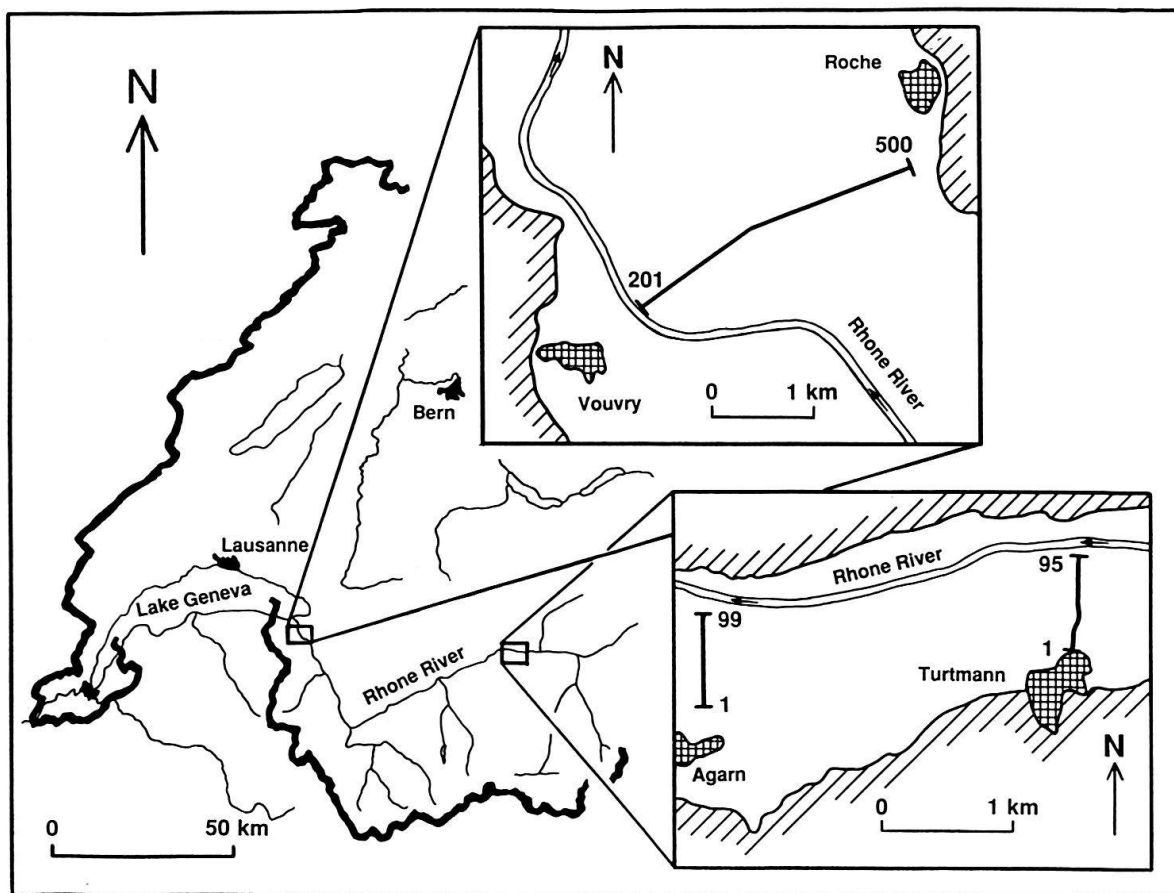 N
Bern
Lausanne
Lake Geneva
Rhone River
0 50 km
N
Roche
500
201
Rhone River
Vouvry
0 1 km
Rhone River
95
99
1
Turtmann
1
Agarn
N
0 1 km